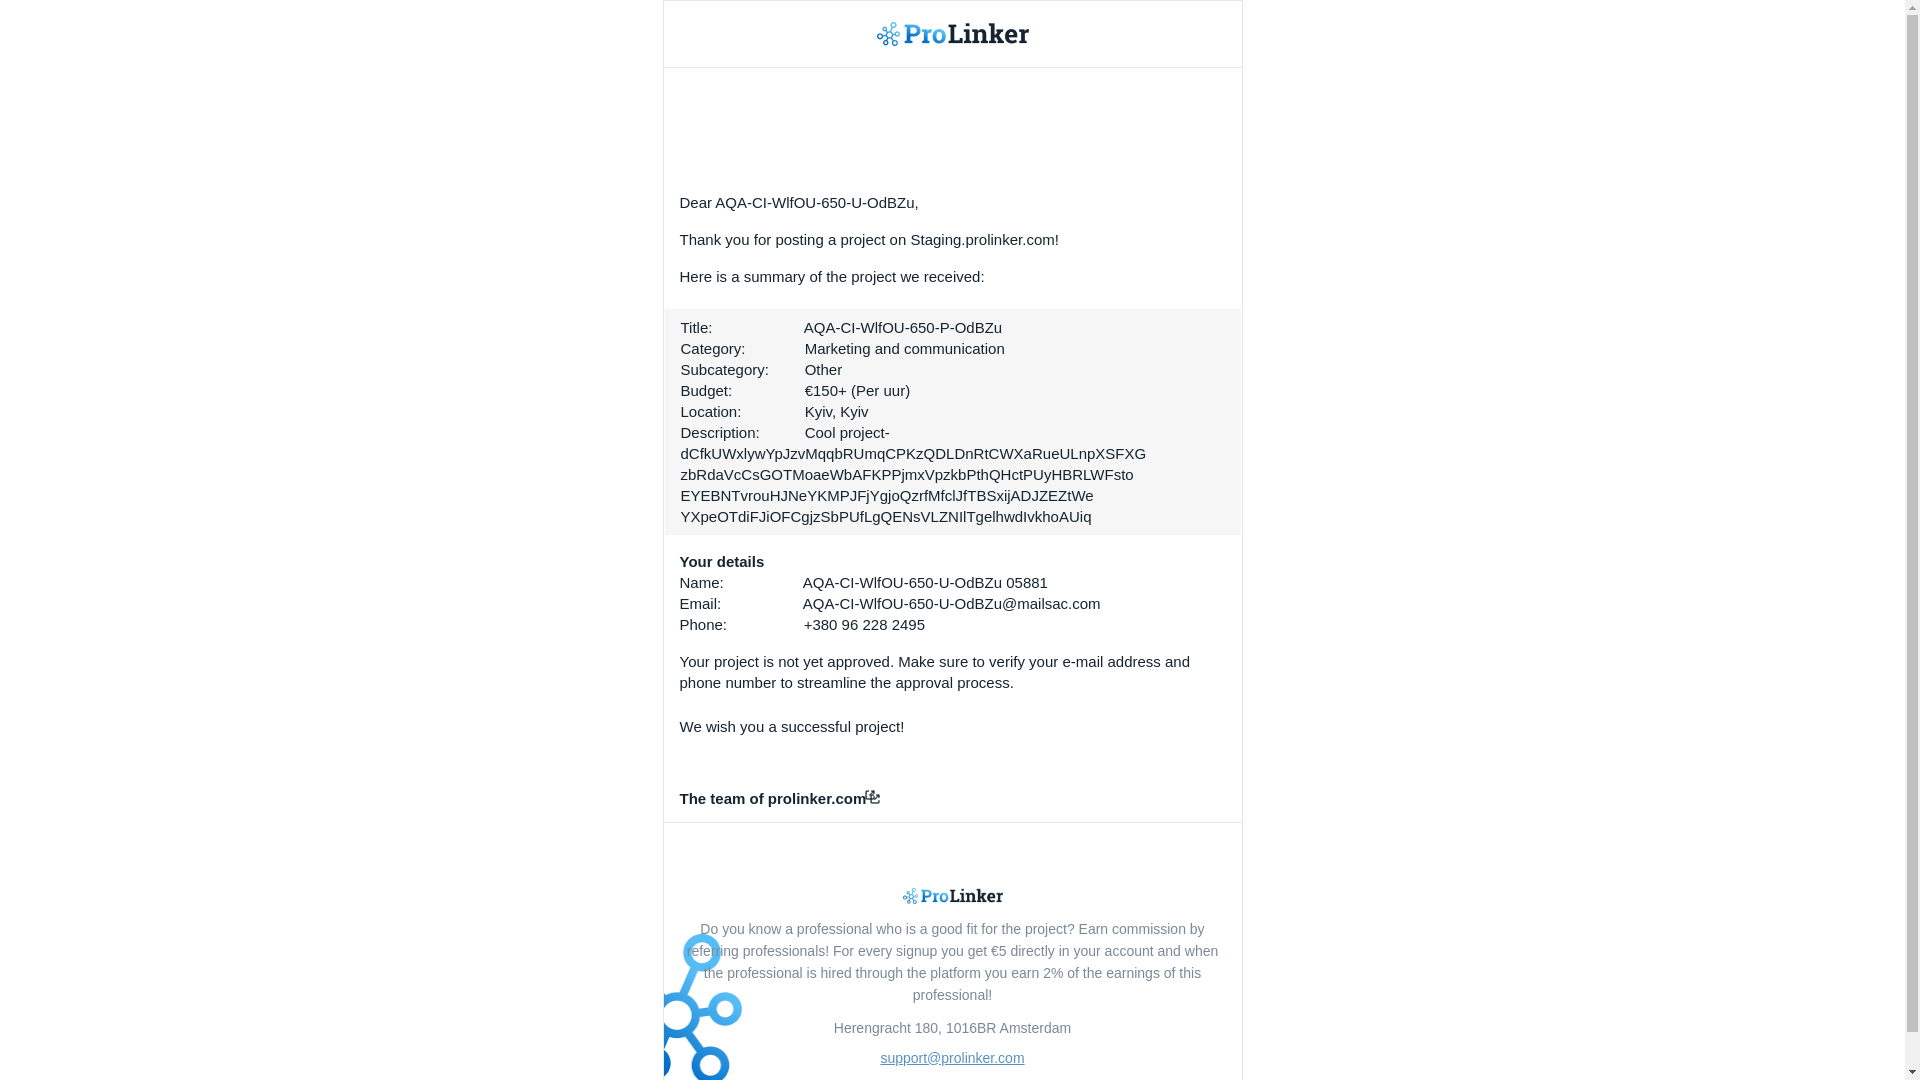 ProLinker
Dear AQA-CI-WlfOU-650-U-OdBZu,
Thank you for posting a project on Staging.prolinker.com!
Here is a summary of the project we received:
Title: AQA-CI-WlfOU-650-P-OdBZu
Category: Marketing and communication
Subcategory: Other
Budget: €150+ (Per uur)
Location: Kyiv, Kyiv
Description: Cool project-
dCfkUWxlywYpJzvMqqbRUmqCPKzQDLDnRtCWXaRueULnpXSFXG
zbRdaVcCsGOTMoaeWbAFKPPjmxVpzkbPthQHctPUyHBRLWFsto
EYEBNTvrouHJNeYKMPJFjYgjoQzrfMfclJfTBSxijADJZEZtWe
YXpeOTdiFJiOFCgjzSbPUfLgQENsVLZNIlTgelhwdIvkhoAUiq
Your details
Name: AQA-CI-WlfOU-650-U-OdBZu 05881
Email: AQA-CI-WlfOU-650-U-OdBZu@mailsac.com
Phone: +380 96 228 2495
Your project is not yet approved. Make sure to verify your e-mail address and
phone number to streamline the approval process.
We wish you a successful project!
The team of prolinker.com
ProLinker
Do you know a professional who is a good fit for the project? Earn commission by
referring professionals! For every signup you get €5 directly in your account and when
the professional is hired through the platform you earn 2% of the earnings of this
professional!
Herengracht 180, 1016BR Amsterdam
support@prolinker.com